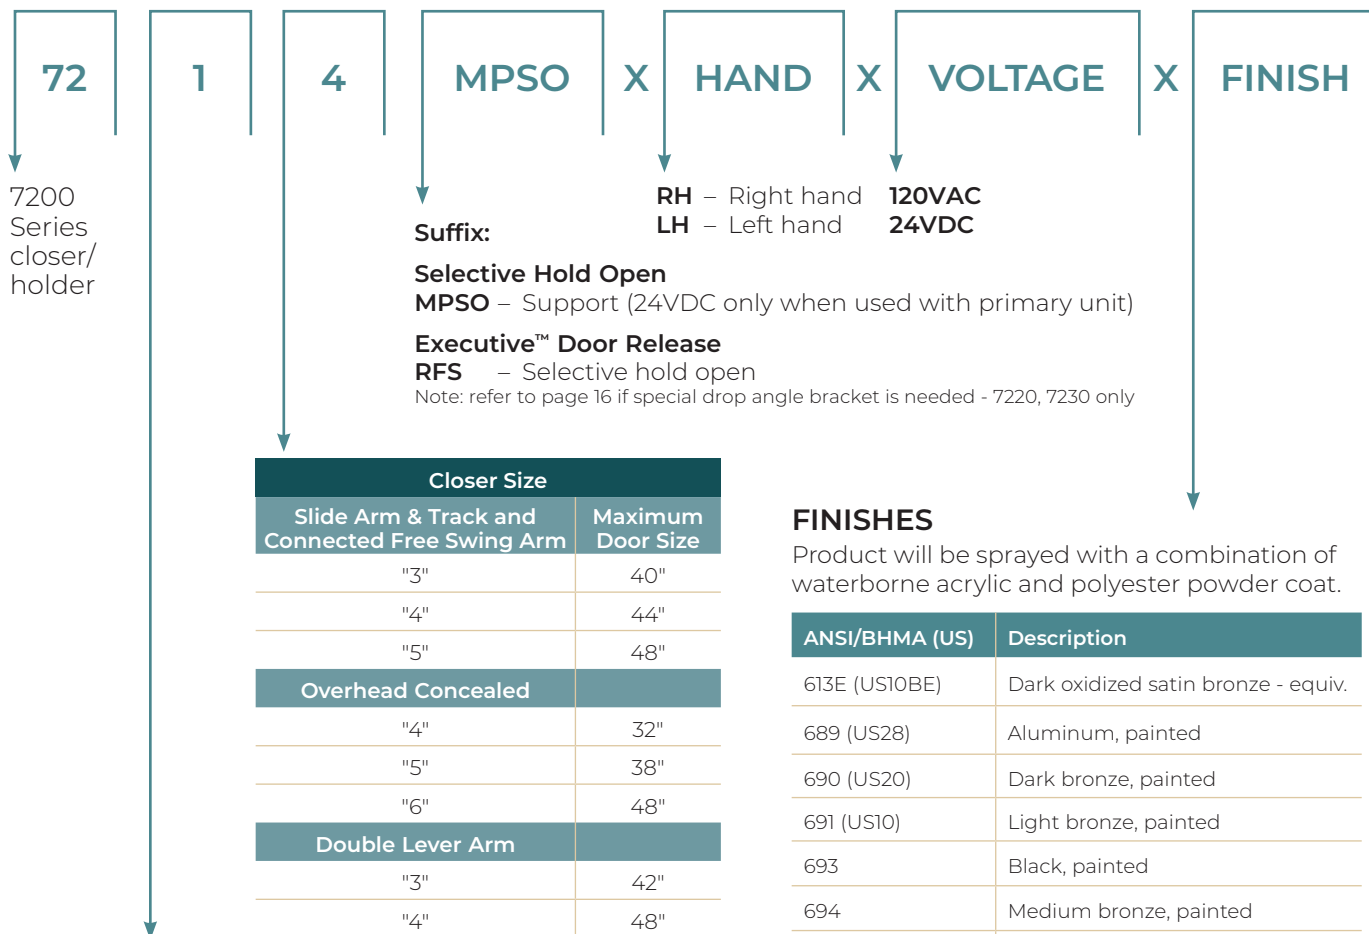 72 1 4 MPSO X HAND X VOLTAGE X FINISH
7200
Series
closer/
holder
RH – Right hand 120VAC
LH – Left hand 24VDC
Suffix:
Selective Hold Open
MPSO – Support (24VDC only when used with primary unit)
Executive™ Door Release
RFS – Selective hold open
Note: refer to page 16 if special drop angle bracket is needed - 7220, 7230 only
Closer Size
Slide Arm & Track and
Connected Free Swing Arm
Maximum
Door Size
"3" 40"
"4" 44"
"5" 48"
Overhead Concealed
"4" 32"
"5" 38"
"6" 48"
Double Lever Arm
"3" 42"
"4" 48"
FINISHES
Product will be sprayed with a combination of
waterborne acrylic and polyester powder coat.
ANSI/BHMA (US) Description
613E (US10BE) Dark oxidized satin bronze - equiv.
689 (US28) Aluminum, painted
690 (US20) Dark bronze, painted
691 (US10) Light bronze, painted
693 Black, painted
694 Medium bronze, painted